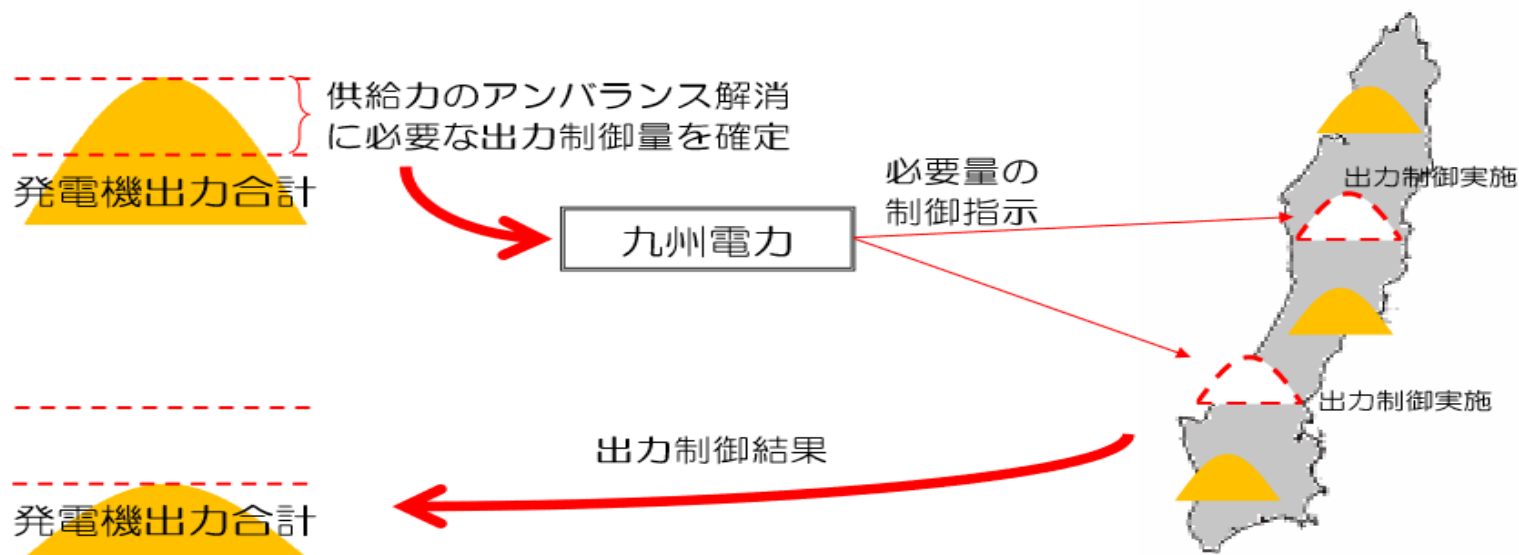 供給力のアンバランス解消
に必要な出力制御量を確定
発電機出力合計
九州電力
必要量の
制御指示
出力制御実施
出力制御実施
出力制御結果
発電機出力合計